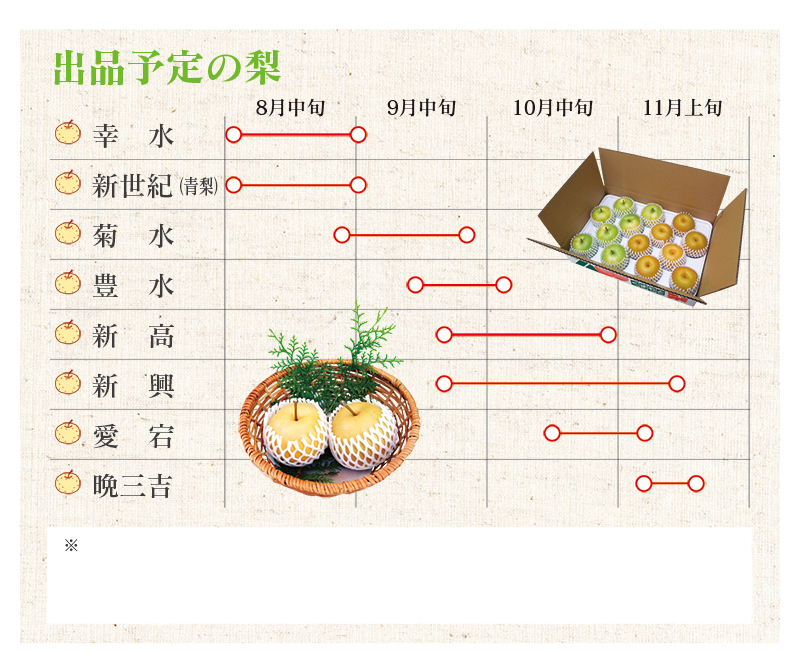 出品予定の梨
8月中旬 9月中旬 10月中旬 11月上旬
幸 水
新世紀(青梨)
菊 水
豊 水
新 高
新 興
愛 宕
晩三吉
※